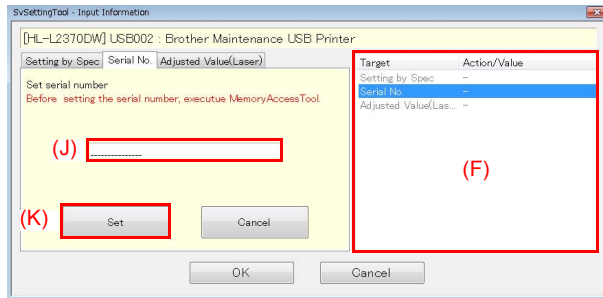 SvSettingTool - Input Information
[HL-L2370DW] USB002 : Brother Maintenance USB Printer
Setting by Spec Serial No. Adjusted Value(Laser)
Set serial number
Before setting the serial number, executue MemoryAccessTool.
(J) _______________
(K) Set Cancel
Target Action/Value
Setting by Spec -
Serial No. -
Adjusted Value(Las... -
(F)
OK Cancel